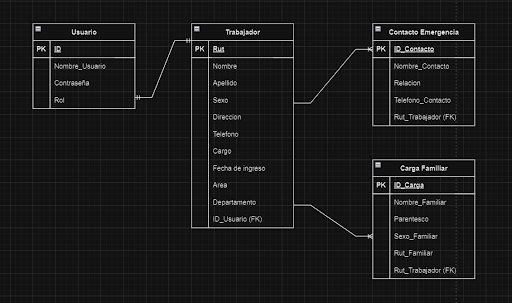 Usuario
PK ID
Nombre_Usuario
Contraseña
Rol
Trabajador
PK Rut
Nombre
Apellido
Sexo
Direccion
Telefono
Cargo
Fecha de ingreso
Area
Departamento
ID_Usuario (FK)
Contacto Emergencia
PK ID_Contacto
Nombre_Contacto
Relacion
Telefono_Contacto
Rut_Trabajador (FK)
Carga Familiar
PK ID_Carga
Nombre_Familiar
Parentesco
Sexo_Familiar
Rut_Familiar
Rut_Trabajador (FK)